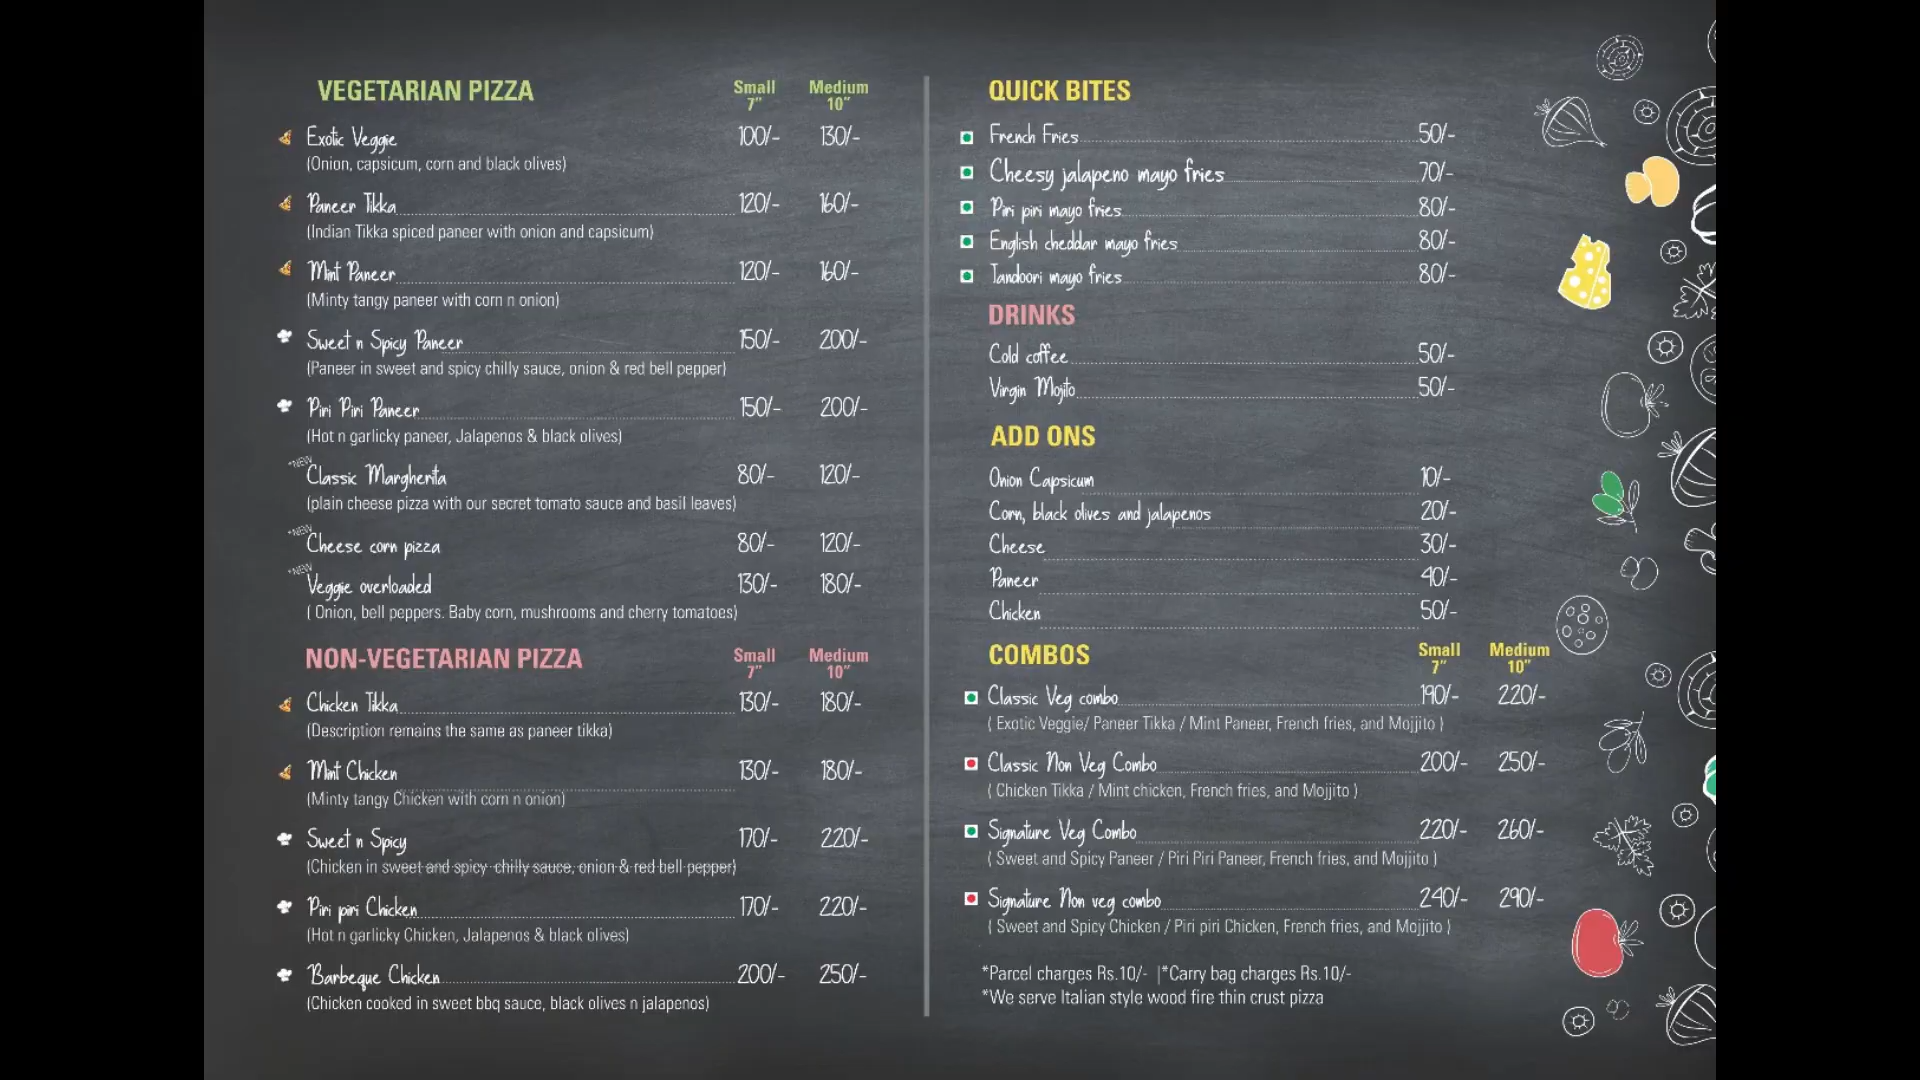 VEGETARIAN PIZZA Small 7" Medium 10"
Exotic Veggie 100/- 130/-
(Onion, capsicum, corn and black olives)
Paneer Tikka 120/- 160/-
(Indian Tikka spiced paneer with onion and capsicum)
Mint Paneer 120/- 160/-
(Minty tangy paneer with corn n onion)
Sweet n Spicy Paneer 150/- 200/-
(Paneer in sweet and spicy chilly sauce, onion & red bell pepper)
Piri Piri Paneer 150/- 200/-
(Hot n garlicky paneer, Jalapenos & black olives)
*NEW
Classic Margherita 80/- 120/-
(plain cheese pizza with our secret tomato sauce and basil leaves)
*NEW
Cheese corn pizza 80/- 120/-
*NEW
Veggie overloaded 130/- 180/-
( Onion, bell peppers. Baby corn, mushrooms and cherry tomatoes)
NON-VEGETARIAN PIZZA Small 7" Medium 10"
Chicken Tikka 130/- 180/-
(Description remains the same as paneer tikka)
Mint Chicken 130/- 180/-
(Minty tangy Chicken with corn n onion)
Sweet n Spicy 170/- 220/-
(Chicken in sweet and spicy chilly sauce, onion & red bell pepper)
Piri piri Chicken 170/- 220/-
(Hot n garlicky Chicken, Jalapenos & black olives)
Barbeque Chicken 200/- 250/-
(Chicken cooked in sweet bbq sauce, black olives n jalapenos)
QUICK BITES
French Fries 50/-
Cheesy jalapeno mayo fries 70/-
Piri piri mayo fries 80/-
English cheddar mayo fries 80/-
Tandoori mayo fries 80/-
DRINKS
Cold coffee 50/-
Virgin Mojito 50/-
ADD ONS
Onion Capsicum 10/-
Corn, black olives and jalapenos 20/-
Cheese 30/-
Paneer 40/-
Chicken 50/-
COMBOS Small 7" Medium 10"
Classic Veg combo 190/- 220/-
( Exotic Veggie/ Paneer Tikka / Mint Paneer, French fries, and Mojjito )
Classic Non Veg Combo 200/- 250/-
( Chicken Tikka / Mint chicken, French fries, and Mojjito )
Signature Veg Combo 220/- 260/-
( Sweet and Spicy Paneer / Piri Piri Paneer, French fries, and Mojjito )
Signature Non veg combo 240/- 290/-
( Sweet and Spicy Chicken / Piri piri Chicken, French fries, and Mojjito )
*Parcel charges Rs.10/- |*Carry bag charges Rs.10/-
*We serve Italian style wood fire thin crust pizza